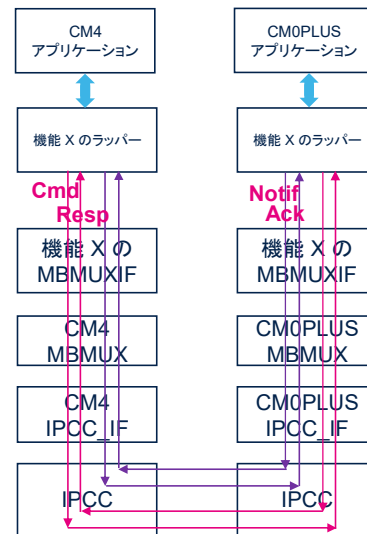 CM4
アプリケーション
CM0PLUS
アプリケーション
機能 X のラッパー
機能 X のラッパー
Cmd
Resp
Notif
Ack
機能 X の
MBMUXIF
機能 X の
MBMUXIF
CM4
MBMUX
CM0PLUS
MBMUX
CM4
IPCC_IF
CM0PLUS
IPCC_IF
IPCC
IPCC